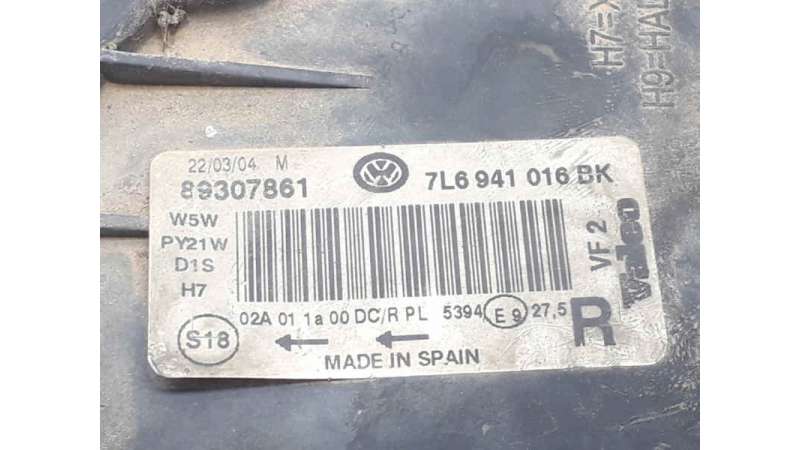 H7=
H9=HAL
22/03/04 M
89307861
7L6 941 016 BK
W5W
PY21W
D1S
H7
VF 2
valeo
02A 01 1a 00 DC/R PL 5394 E 9 27,5
R
S18
MADE IN SPAIN